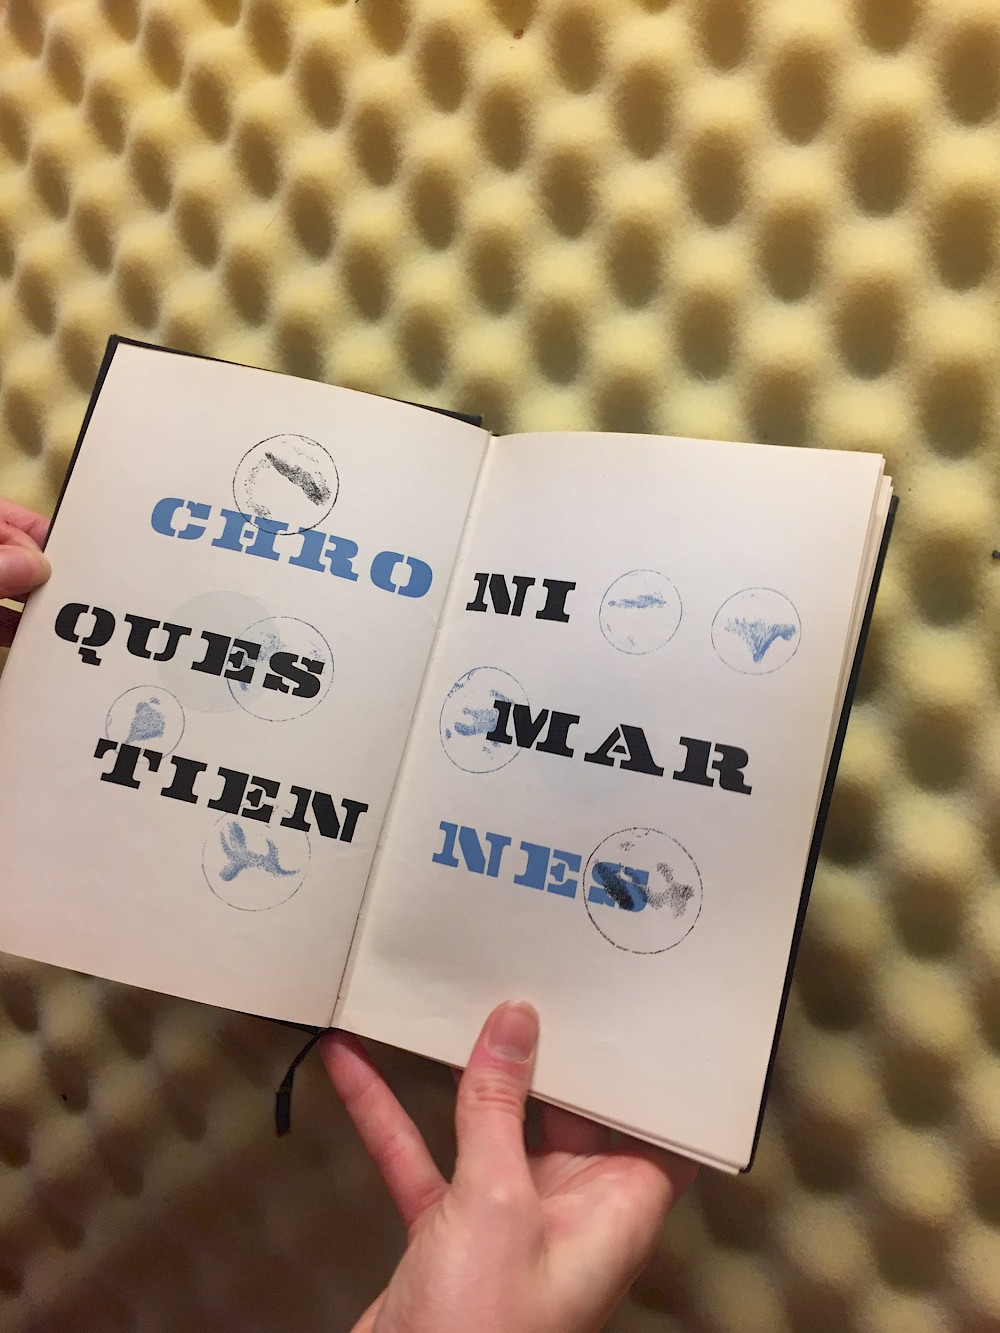 CHRO NI
QUES MAR
TIEN NES